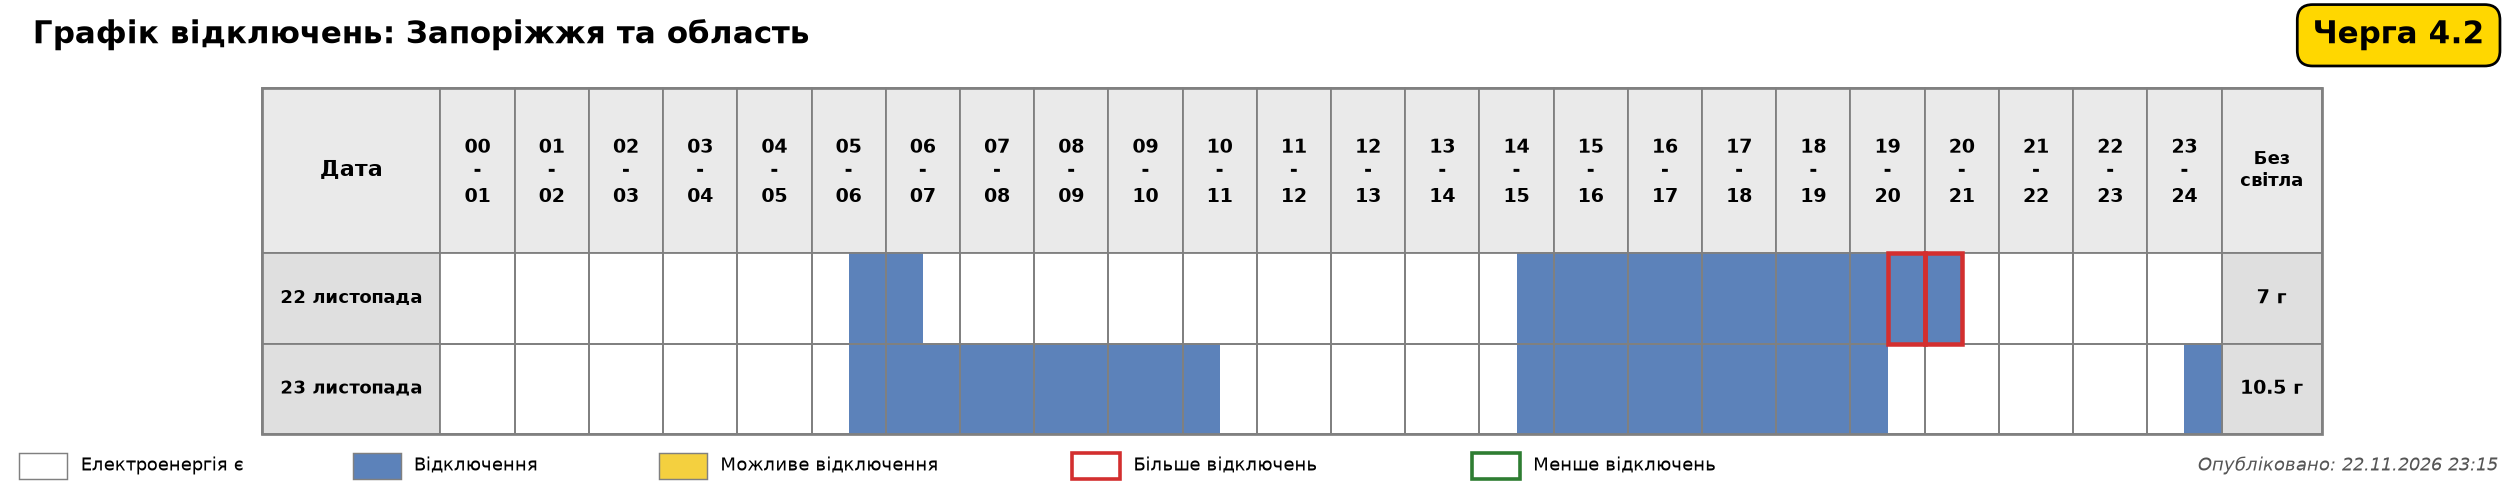 Графік відключень: Запоріжжя та область
Черга 4.2
Дата
00 - 01
01 - 02
02 - 03
03 - 04
04 - 05
05 - 06
06 - 07
07 - 08
08 - 09
09 - 10
10 - 11
11 - 12
12 - 13
13 - 14
14 - 15
15 - 16
16 - 17
17 - 18
18 - 19
19 - 20
20 - 21
21 - 22
22 - 23
23 - 24
Без
світла
22 листопада
7 г
23 листопада
10.5 г
Електроенергія є
Відключення
Можливе відключення
Більше відключень
Менше відключень
Опубліковано: 22.11.2026 23:15